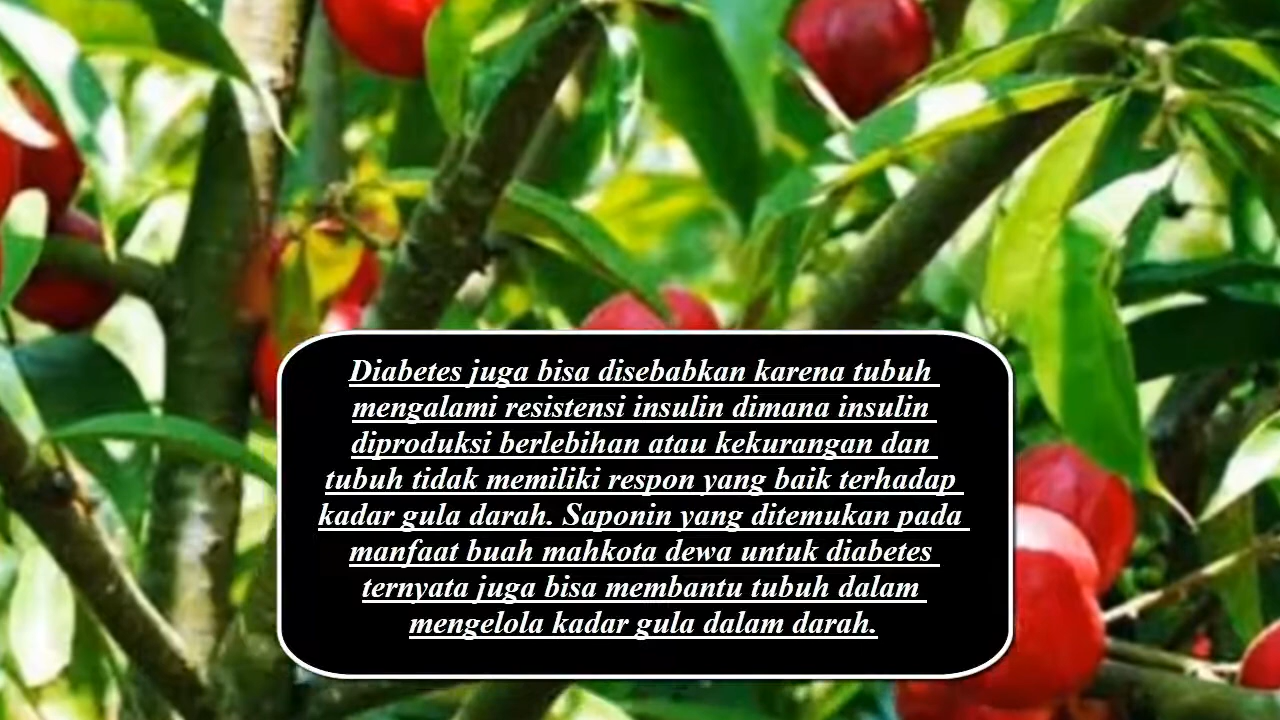 Diabetes juga bisa disebabkan karena tubuh
mengalami resistensi insulin dimana insulin
diproduksi berlebihan atau kekurangan dan
tubuh tidak memiliki respon yang baik terhadap
kadar gula darah. Saponin yang ditemukan pada
manfaat buah mahkota dewa untuk diabetes
ternyata juga bisa membantu tubuh dalam
mengelola kadar gula dalam darah.